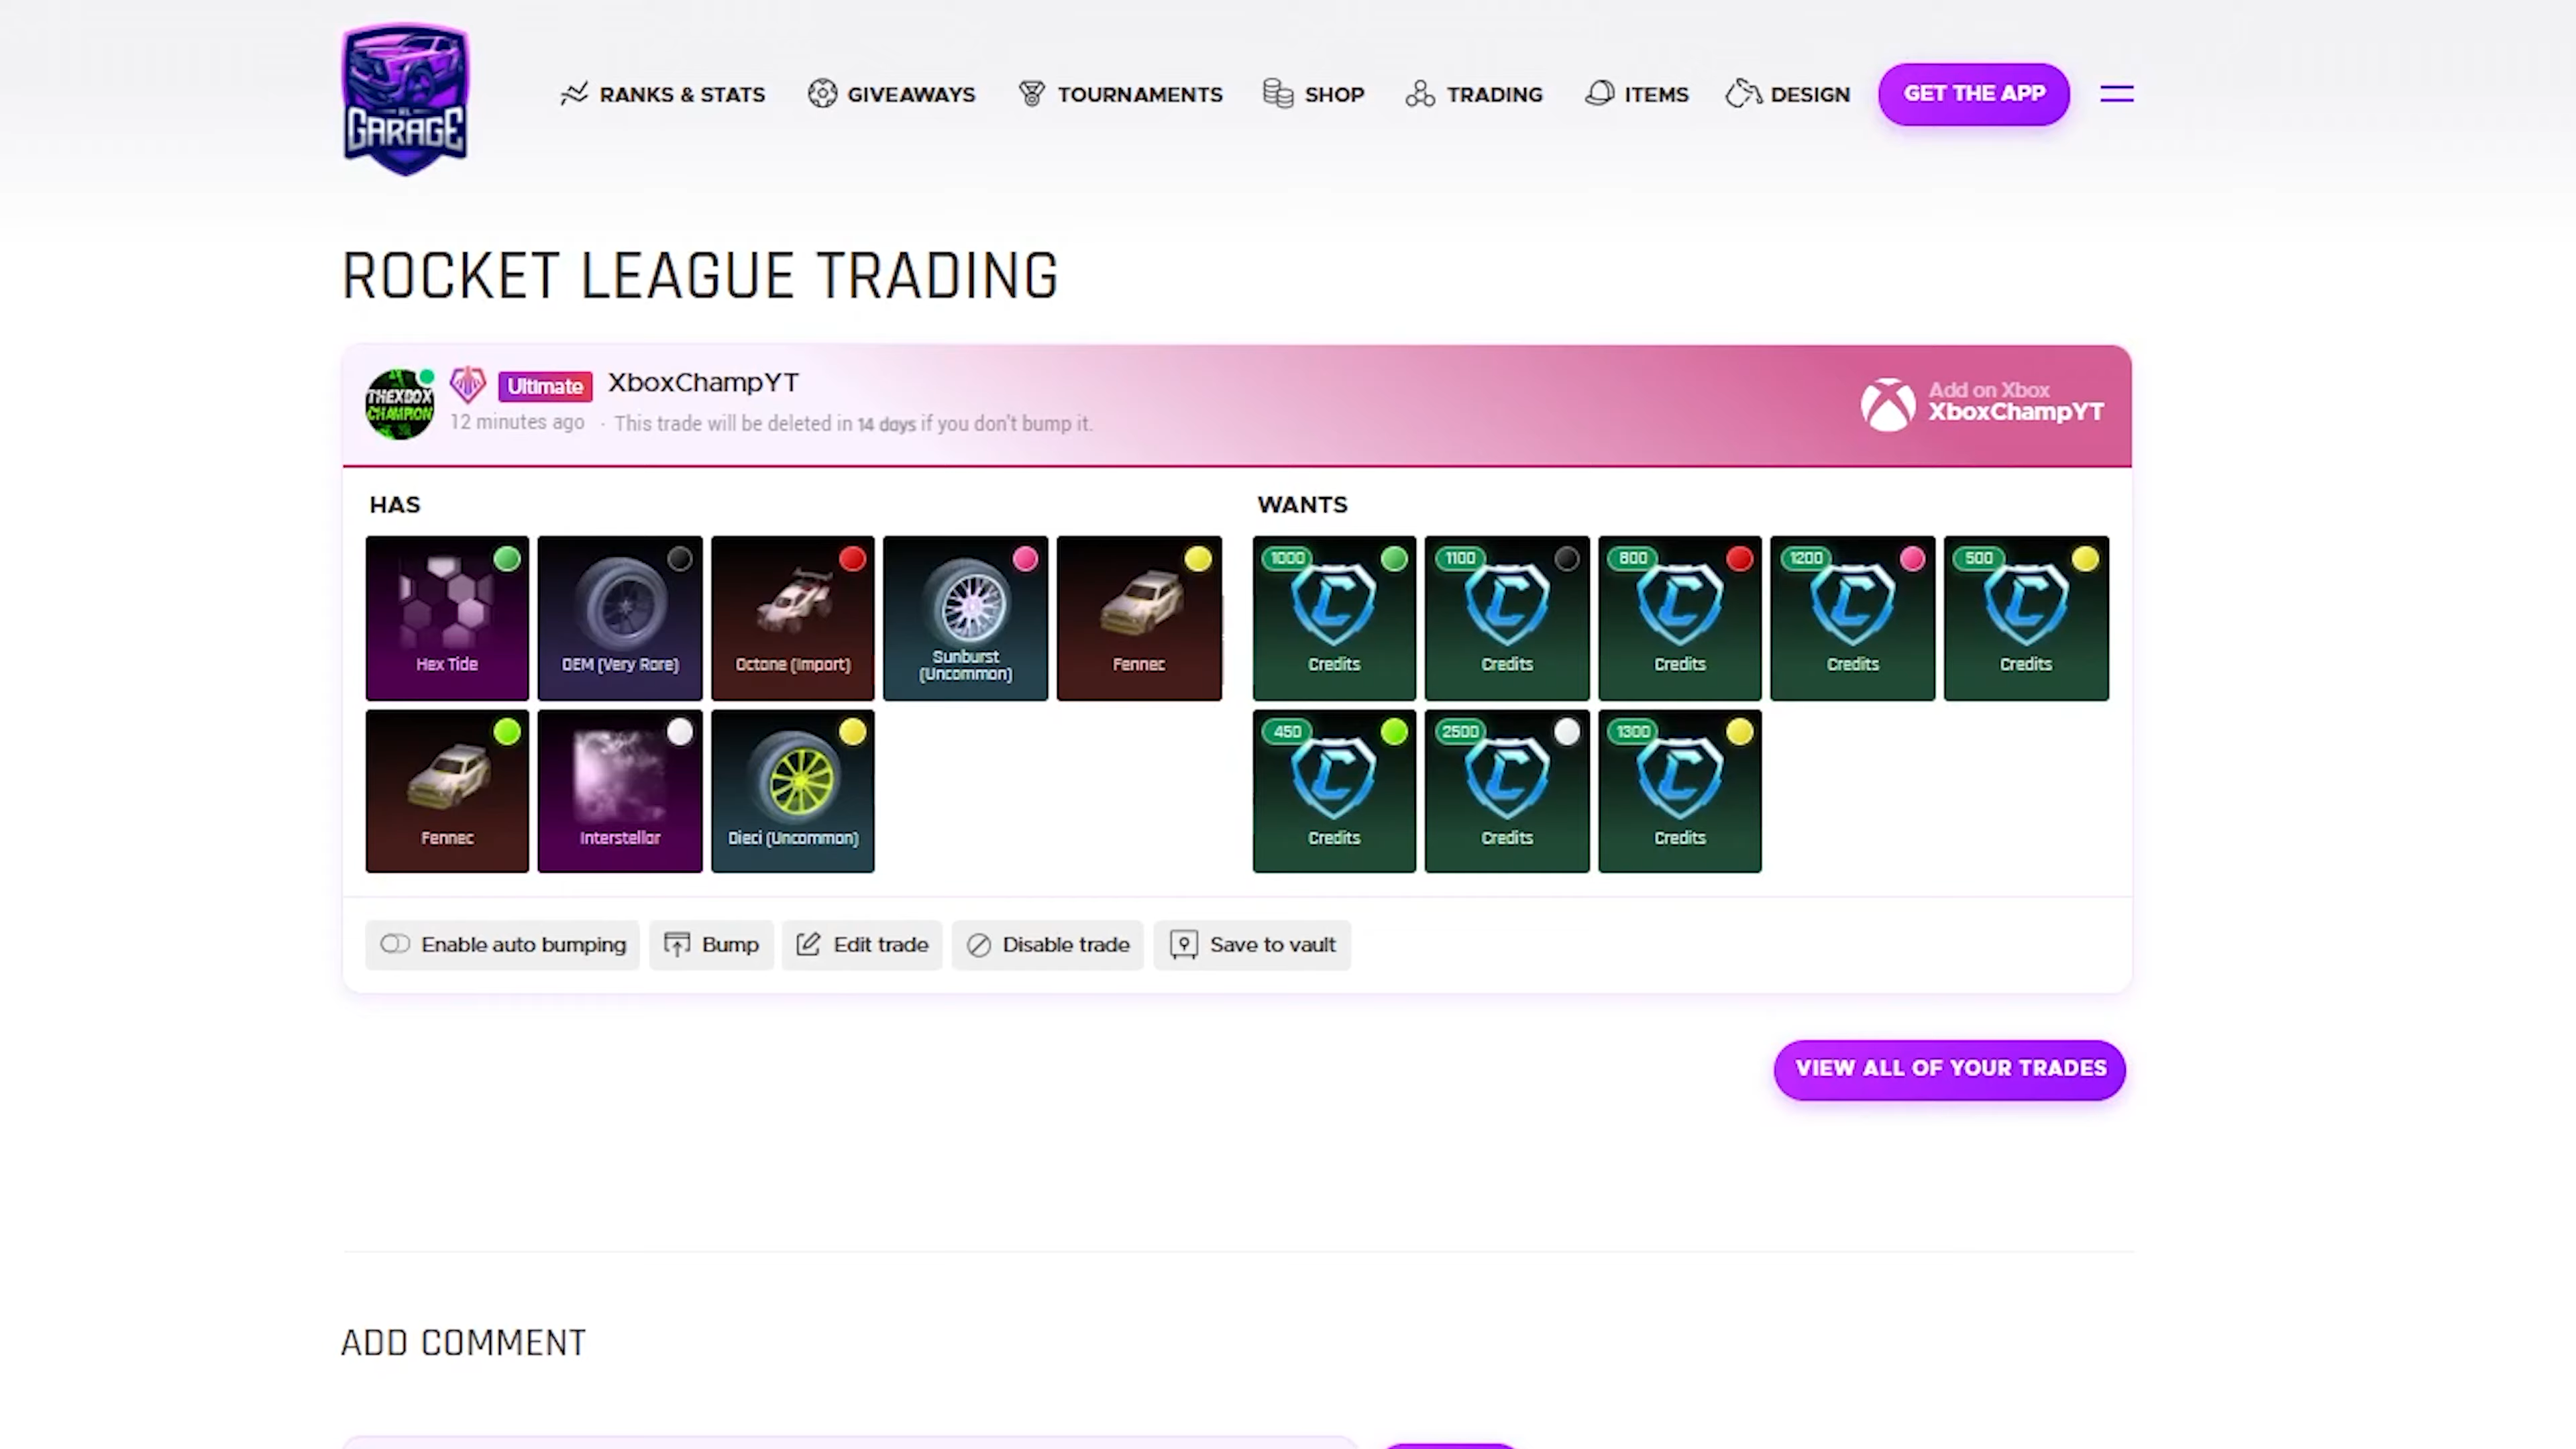 RL
GARAGE
RANKS & STATS
GIVEAWAYS
TOURNAMENTS
SHOP
TRADING
ITEMS
DESIGN
GET THE APP
ROCKET LEAGUE TRADING
THEXBOX
CHAMPION
Ultimate XboxChampYT
12 minutes ago · This trade will be deleted in 14 days if you don't bump it.
Add on Xbox
XboxChampYT
HAS
Hex Tide
OEM (Very Rare)
Octane (Import)
Sunburst
(Uncommon)
Fennec
Fennec
Interstellar
Dieci (Uncommon)
WANTS
1000
Credits
1100
Credits
800
Credits
1200
Credits
500
Credits
450
Credits
2500
Credits
1300
Credits
Enable auto bumping
Bump
Edit trade
Disable trade
Save to vault
VIEW ALL OF YOUR TRADES
ADD COMMENT